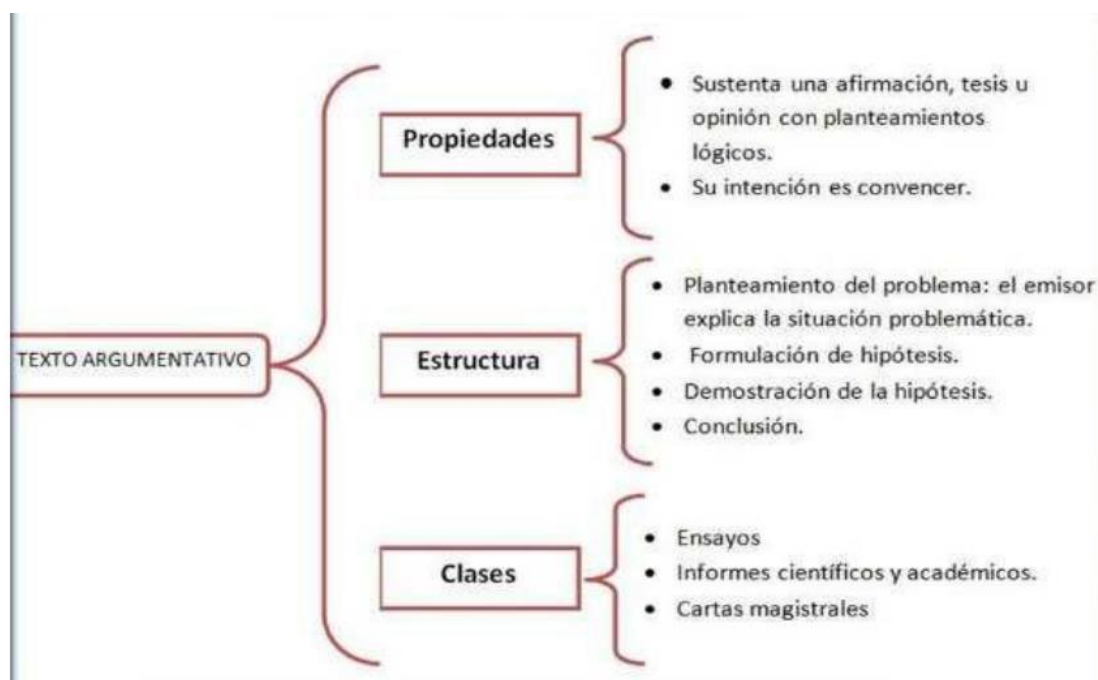 TEXTO ARGUMENTATIVO
Propiedades
• Sustenta una afirmación, tesis u
opinión con planteamientos
lógicos.
• Su intención es convencer.
Estructura
• Planteamiento del problema: el emisor
explica la situación problemática.
• Formulación de hipótesis.
• Demostración de la hipótesis.
• Conclusión.
Clases
• Ensayos
• Informes científicos y académicos.
• Cartas magistrales